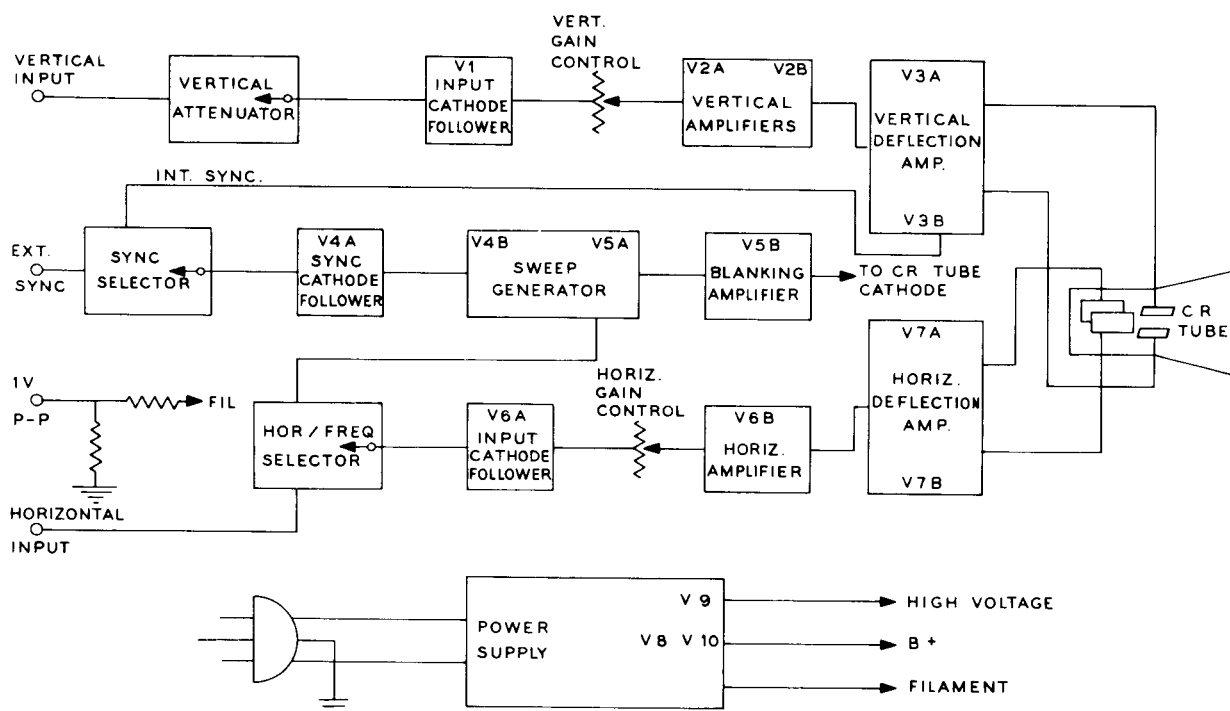 VERTICAL
INPUT
VERTICAL
ATTENUATOR
V1
INPUT
CATHODE
FOLLOWER
VERT.
GAIN
CONTROL
V2A V2B
VERTICAL
AMPLIFIERS
V3A
VERTICAL
DEFLECTION
AMP.
V3B
INT. SYNC.
EXT.
SYNC
SYNC
SELECTOR
V4A
SYNC
CATHODE
FOLLOWER
V4B V5A
SWEEP
GENERATOR
V5B
BLANKING
AMPLIFIER
TO CR TUBE
CATHODE
CR
TUBE
1V
P-P
FIL
HOR/FREQ
SELECTOR
V6A
INPUT
CATHODE
FOLLOWER
HORIZ.
GAIN
CONTROL
V6B
HORIZ.
AMPLIFIER
V7A
HORIZ.
DEFLECTION
AMP.
V7B
HORIZONTAL
INPUT
POWER
SUPPLY
V9
V8 V10
HIGH VOLTAGE
B+
FILAMENT